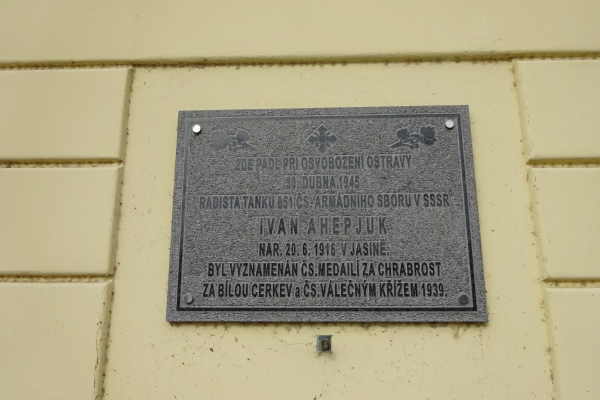 ZDE PADL PŘI OSVOBOZENÍ OSTRAVY
30. DUBNA 1945
RADISTA TANKU 051 ČS. ARMÁDNÍHO SBORU V SSSR
IVAN AHEPJUK
NAR. 20. 6. 1916 V JASINĚ.
BYL VYZNAMENÁN ČS. MEDAILÍ ZA CHRABROST
ZA BÍLOU CERKEV a ČS. VÁLEČNÝM KŘÍŽEM 1939.